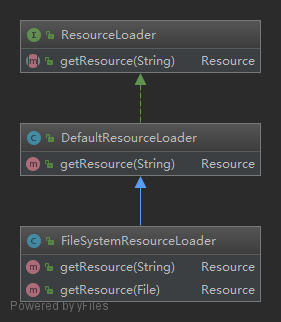 I ResourceLoader
m getResource(String) Resource
C DefaultResourceLoader
m getResource(String) Resource
C FileSystemResourceLoader
m getResource(String) Resource
m getResource(File) Resource
Powered by yFiles